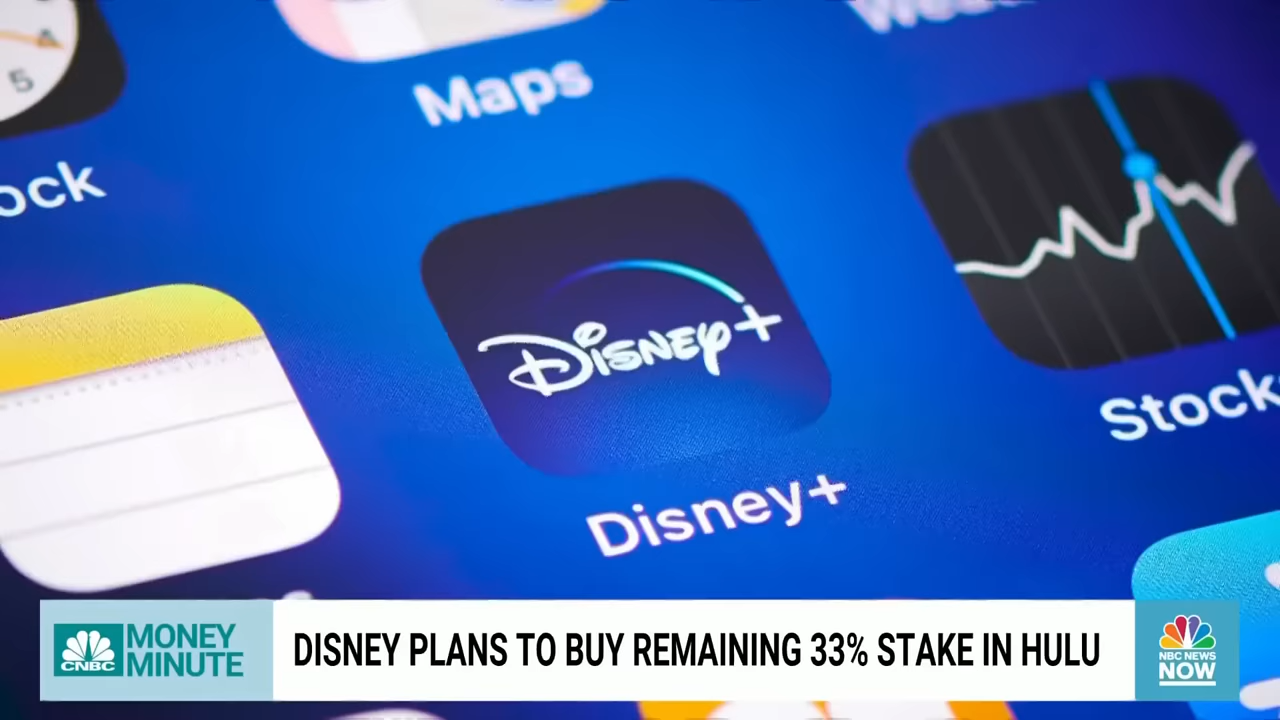 Maps
5
ock
Disney+
Stock
Disney+
CNBC
MONEY
MINUTE
DISNEY PLANS TO BUY REMAINING 33% STAKE IN HULU
NBC NEWS
NOW